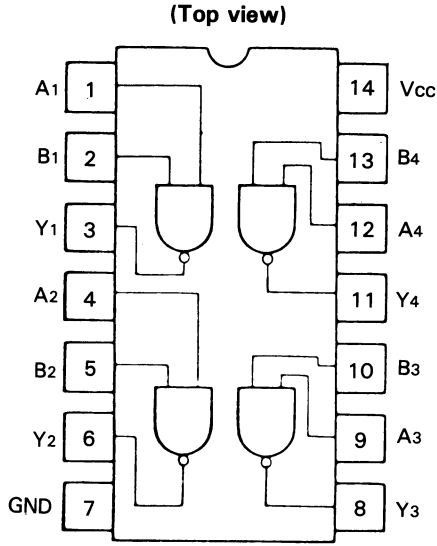 (Top view)
A1 1 14 Vcc
B1 2 13 B4
Y1 3 12 A4
A2 4 11 Y4
B2 5 10 B3
Y2 6 9 A3
GND 7 8 Y3